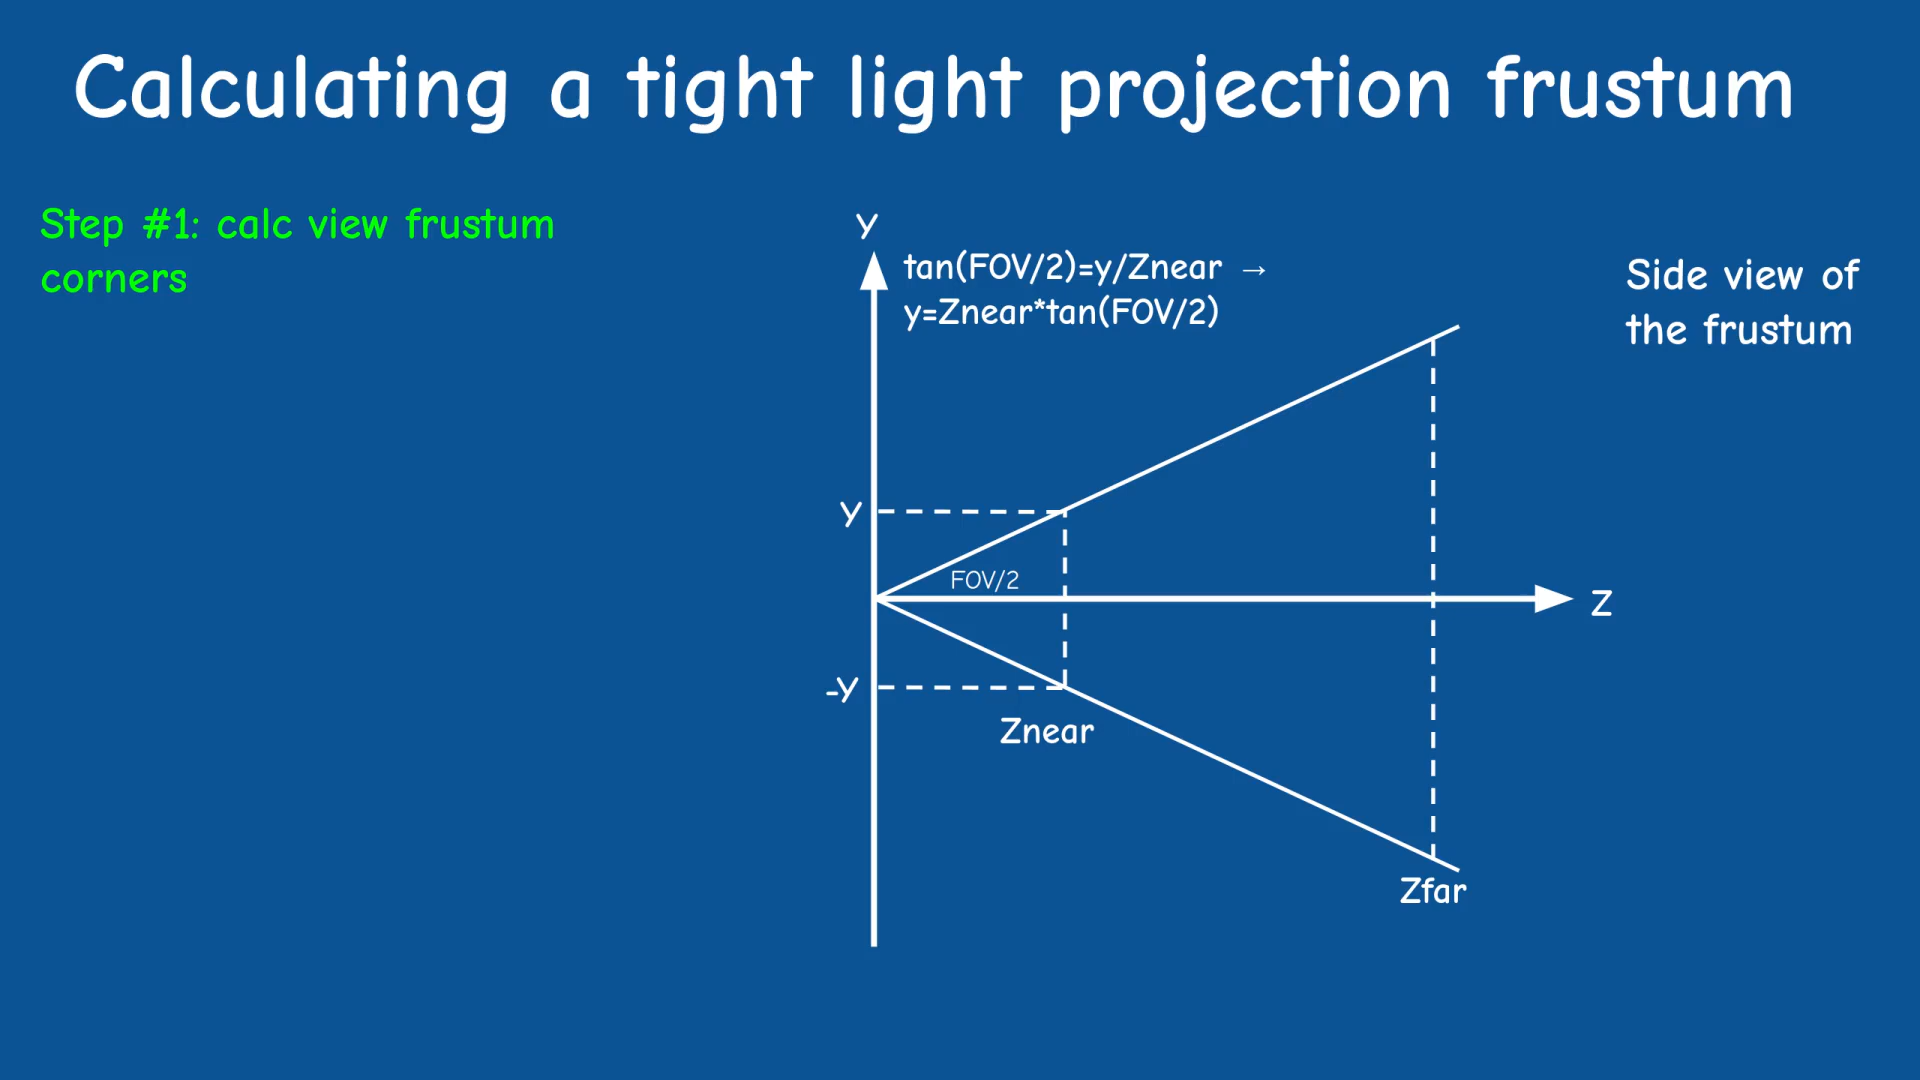 Calculating a tight light projection frustum
Step #1: calc view frustum
corners
Y
tan(FOV/2)=y/Znear →
y=Znear*tan(FOV/2)
Side view of
the frustum
Y
FOV/2
Z
-Y
Znear
Zfar